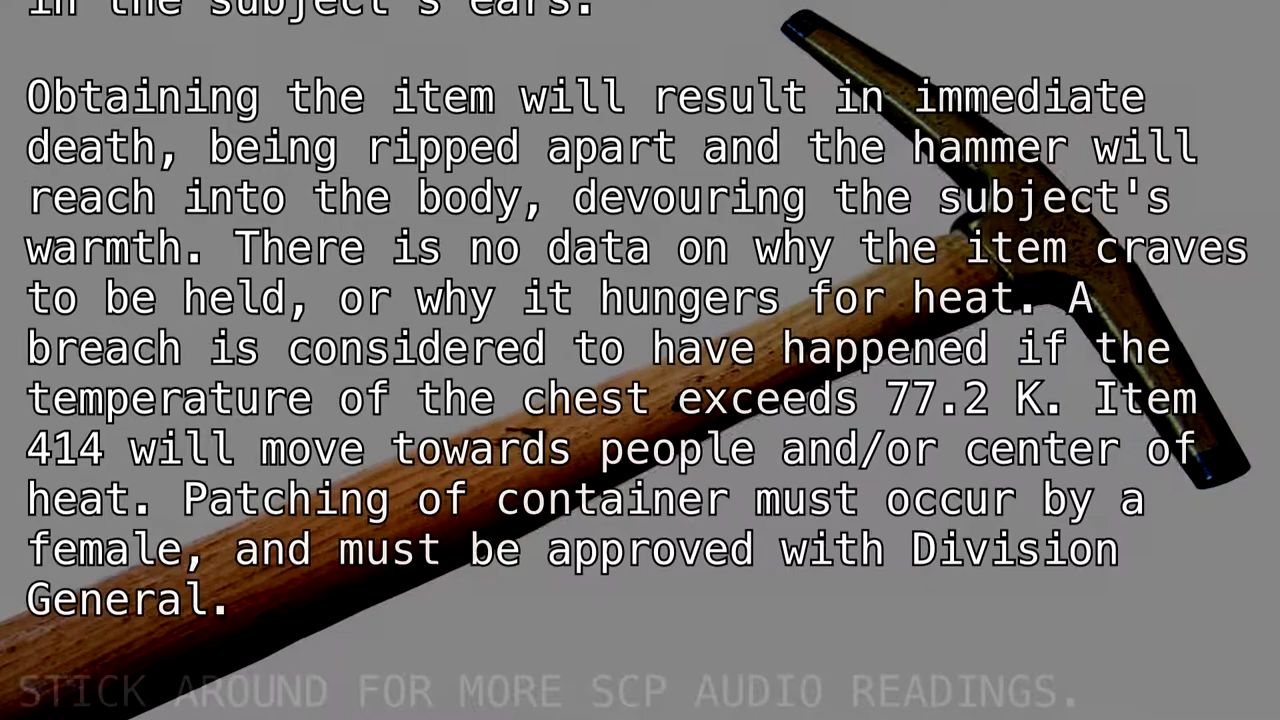 in the subject's ears.
Obtaining the item will result in immediate
death, being ripped apart and the hammer will
reach into the body, devouring the subject's
warmth. There is no data on why the item craves
to be held, or why it hungers for heat. A
breach is considered to have happened if the
temperature of the chest exceeds 77.2 K. Item
414 will move towards people and/or center of
heat. Patching of container must occur by a
female, and must be approved with Division
General.
STICK AROUND FOR MORE SCP AUDIO READINGS.